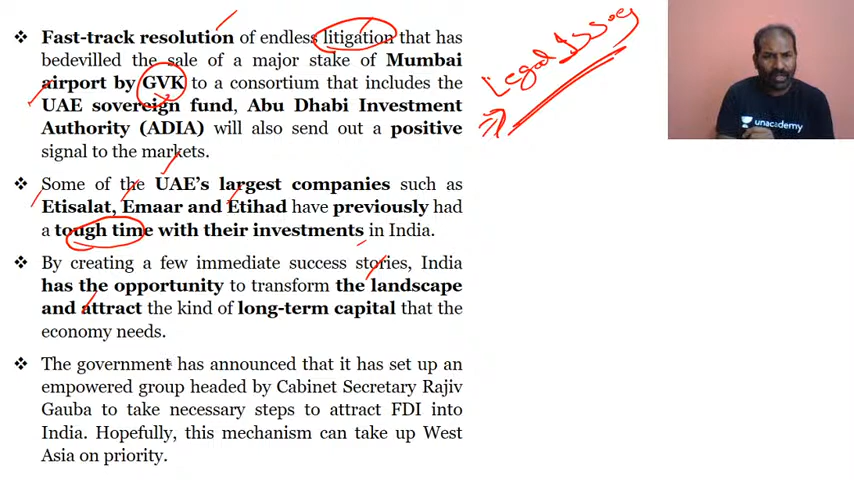 ❖ Fast-track resolution of endless litigation that has
bedevilled the sale of a major stake of Mumbai
airport by GVK to a consortium that includes the
UAE sovereign fund, Abu Dhabi Investment
Authority (ADIA) will also send out a positive
signal to the markets.
❖ Some of the UAE's largest companies such as
Etisalat, Emaar and Etihad have previously had
a tough time with their investments in India.
❖ By creating a few immediate success stories, India
has the opportunity to transform the landscape
and attract the kind of long-term capital that the
economy needs.
❖ The government has announced that it has set up an
empowered group headed by Cabinet Secretary Rajiv
Gauba to take necessary steps to attract FDI into
India. Hopefully, this mechanism can take up West
Asia on priority.
Legal Issues
unacademy